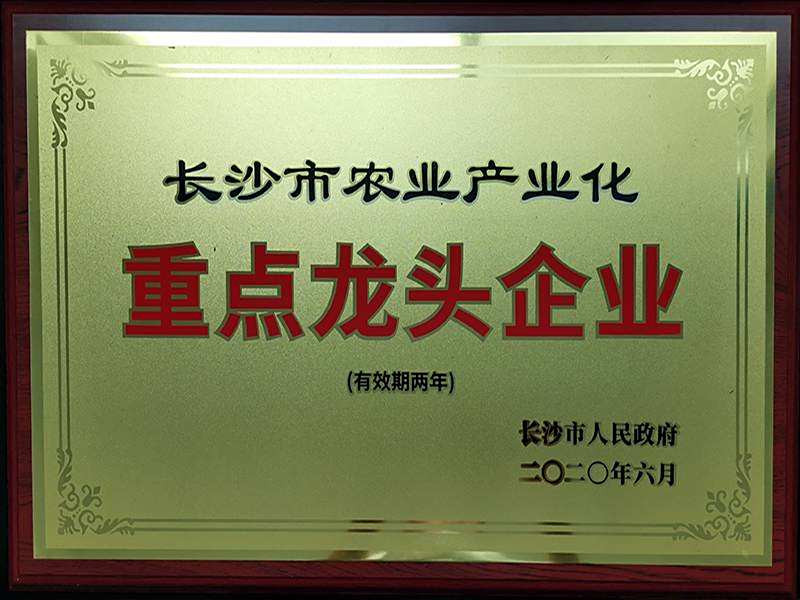 长沙市农业产业化
重点龙头企业
(有效期两年)
长沙市人民政府
二〇二〇年六月